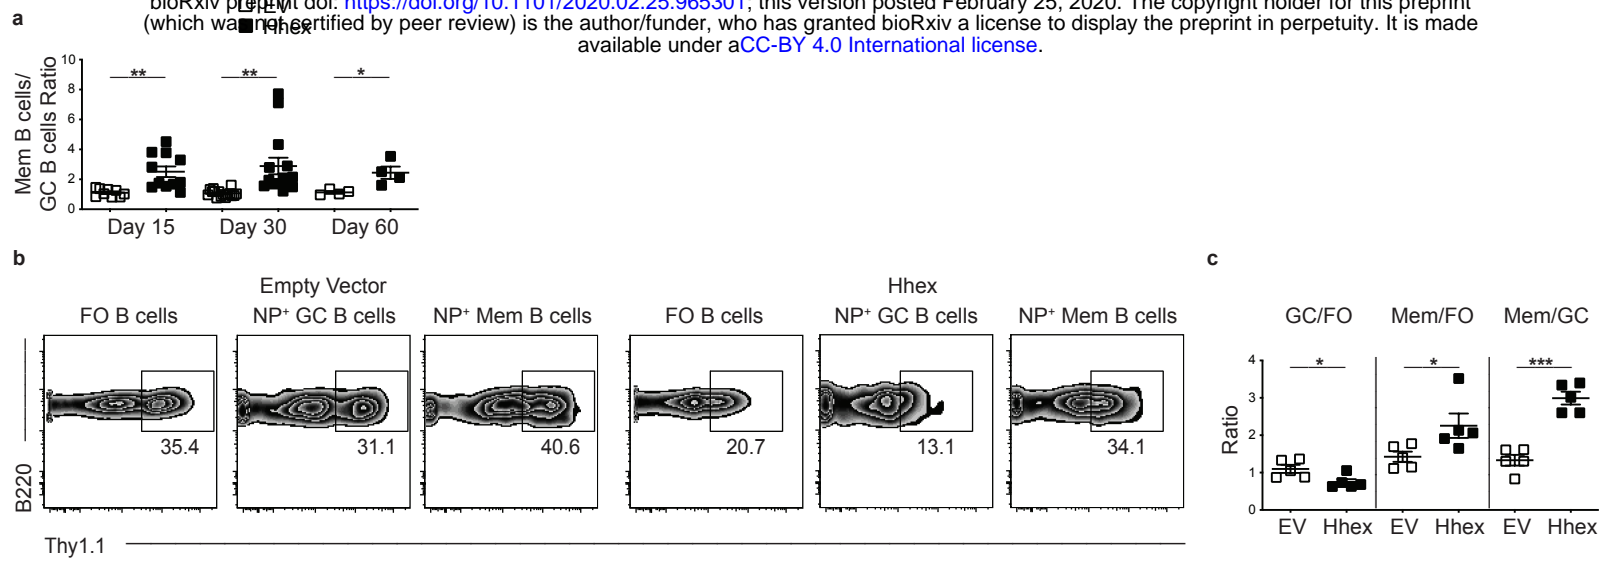 bioRxiv preprint doi: https://doi.org/10.1101/2020.02.25.965301; this version posted February 25, 2020. The copyright holder for this preprint
(which was not certified by peer review) is the author/funder, who has granted bioRxiv a license to display the preprint in perpetuity. It is made
available under aCC-BY 4.0 International license.
EV
Hhex
a
Mem B cells/
GC B cells Ratio
10
8
6
4
2
0
** ** *
Day 15 Day 30 Day 60
b
Empty Vector Hhex
FO B cells NP+ GC B cells NP+ Mem B cells FO B cells NP+ GC B cells NP+ Mem B cells
35.4 31.1 40.6 20.7 13.1 34.1
B220
Thy1.1
c
GC/FO Mem/FO Mem/GC
* * ***
Ratio
4
3
2
1
0
EV Hhex EV Hhex EV Hhex